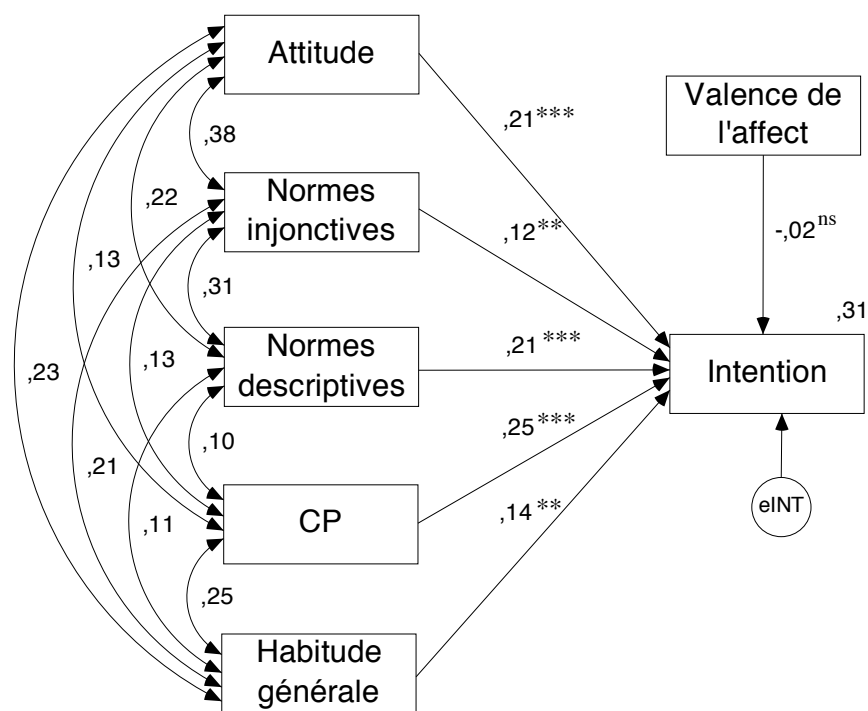 Attitude
Valence de
l'affect
,21***
,38
Normes
injonctives
,22
,12**
-,02ns
,13
,31
,31
Normes
descriptives
,21***
Intention
,13
,23
,25***
,10
,21
CP
,14**
eINT
,11
,25
Habitude
générale